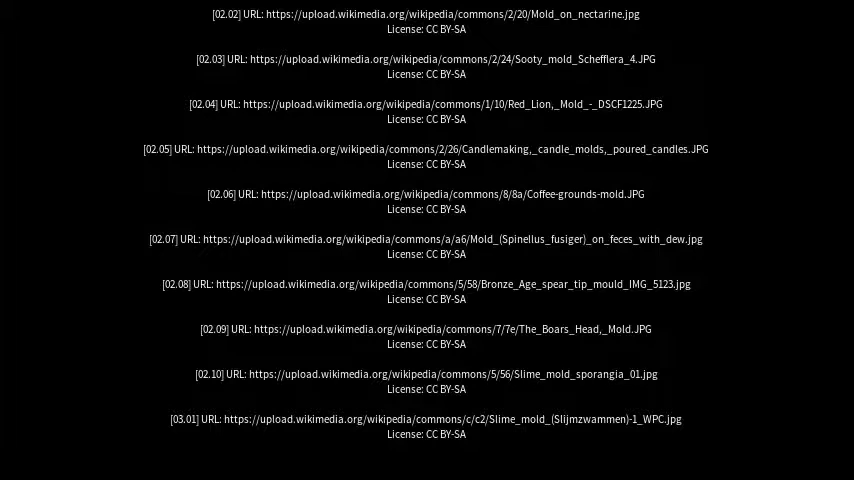 [02.02] URL: https://upload.wikimedia.org/wikipedia/commons/2/20/Mold_on_nectarine.jpg
License: CC BY-SA
[02.03] URL: https://upload.wikimedia.org/wikipedia/commons/2/24/Sooty_mold_Schefflera_4.JPG
License: CC BY-SA
[02.04] URL: https://upload.wikimedia.org/wikipedia/commons/1/10/Red_Lion,_Mold_-_DSCF1225.JPG
License: CC BY-SA
[02.05] URL: https://upload.wikimedia.org/wikipedia/commons/2/26/Candlemaking,_candle_molds,_poured_candles.JPG
License: CC BY-SA
[02.06] URL: https://upload.wikimedia.org/wikipedia/commons/8/8a/Coffee-grounds-mold.JPG
License: CC BY-SA
[02.07] URL: https://upload.wikimedia.org/wikipedia/commons/a/a6/Mold_(Spinellus_fusiger)_on_feces_with_dew.jpg
License: CC BY-SA
[02.08] URL: https://upload.wikimedia.org/wikipedia/commons/5/58/Bronze_Age_spear_tip_mould_IMG_5123.jpg
License: CC BY-SA
[02.09] URL: https://upload.wikimedia.org/wikipedia/commons/7/7e/The_Boars_Head,_Mold.JPG
License: CC BY-SA
[02.10] URL: https://upload.wikimedia.org/wikipedia/commons/5/56/Slime_mold_sporangia_01.jpg
License: CC BY-SA
[03.01] URL: https://upload.wikimedia.org/wikipedia/commons/c/c2/Slime_mold_(Slijmzwammen)-1_WPC.jpg
License: CC BY-SA